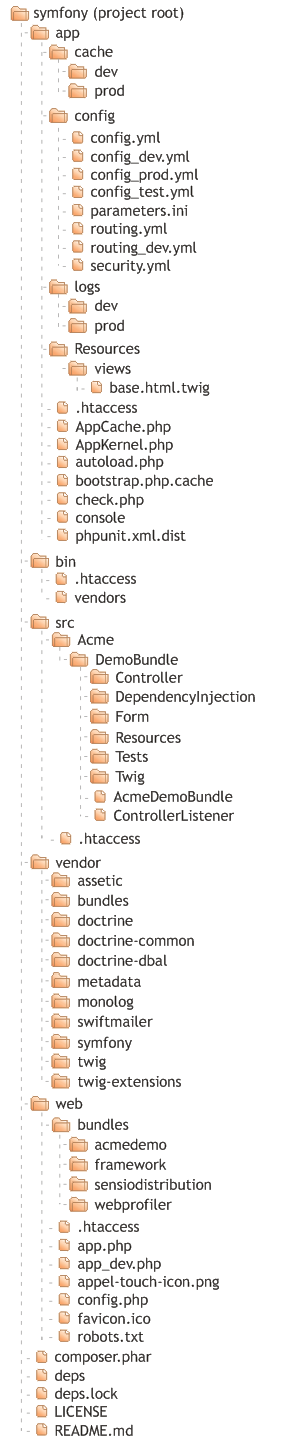 symfony (project root)
app
cache
dev
prod
config
config.yml
config_dev.yml
config_prod.yml
config_test.yml
parameters.ini
routing.yml
routing_dev.yml
security.yml
logs
dev
prod
Resources
views
base.html.twig
.htaccess
AppCache.php
AppKernel.php
autoload.php
bootstrap.php.cache
check.php
console
phpunit.xml.dist
bin
.htaccess
vendors
src
Acme
DemoBundle
Controller
DependencyInjection
Form
Resources
Tests
Twig
AcmeDemoBundle
ControllerListener
.htaccess
vendor
assetic
bundles
doctrine
doctrine-common
doctrine-dbal
metadata
monolog
swiftmailer
symfony
twig
twig-extensions
web
bundles
acmedemo
framework
sensiodistribution
webprofiler
.htaccess
app.php
app_dev.php
appel-touch-icon.png
config.php
favicon.ico
robots.txt
composer.phar
deps
deps.lock
LICENSE
README.md